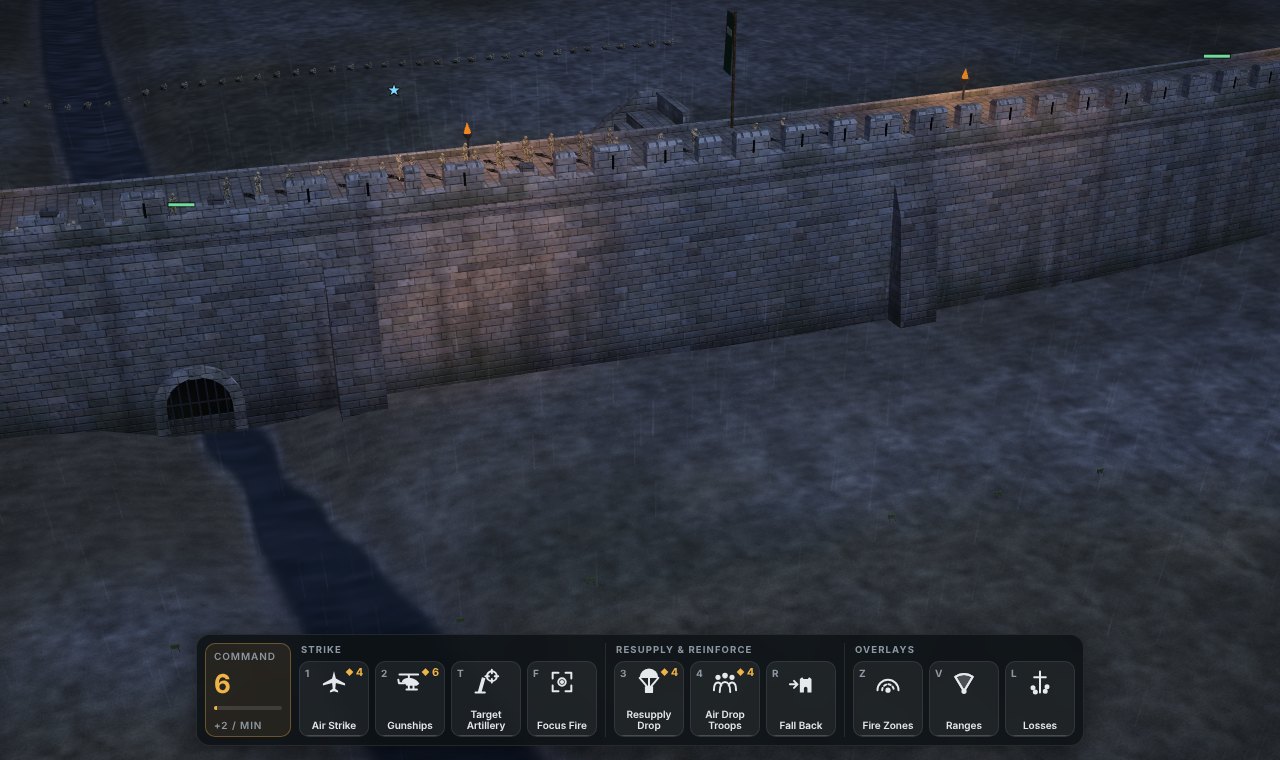 COMMAND
6
+2 / MIN
STRIKE
1 4
Air Strike
2 6
Gunships
T
Target
Artillery
F
Focus Fire
RESUPPLY & REINFORCE
3 4
Resupply
Drop
4 4
Air Drop
Troops
R
Fall Back
OVERLAYS
Z
Fire Zones
V
Ranges
L
Losses